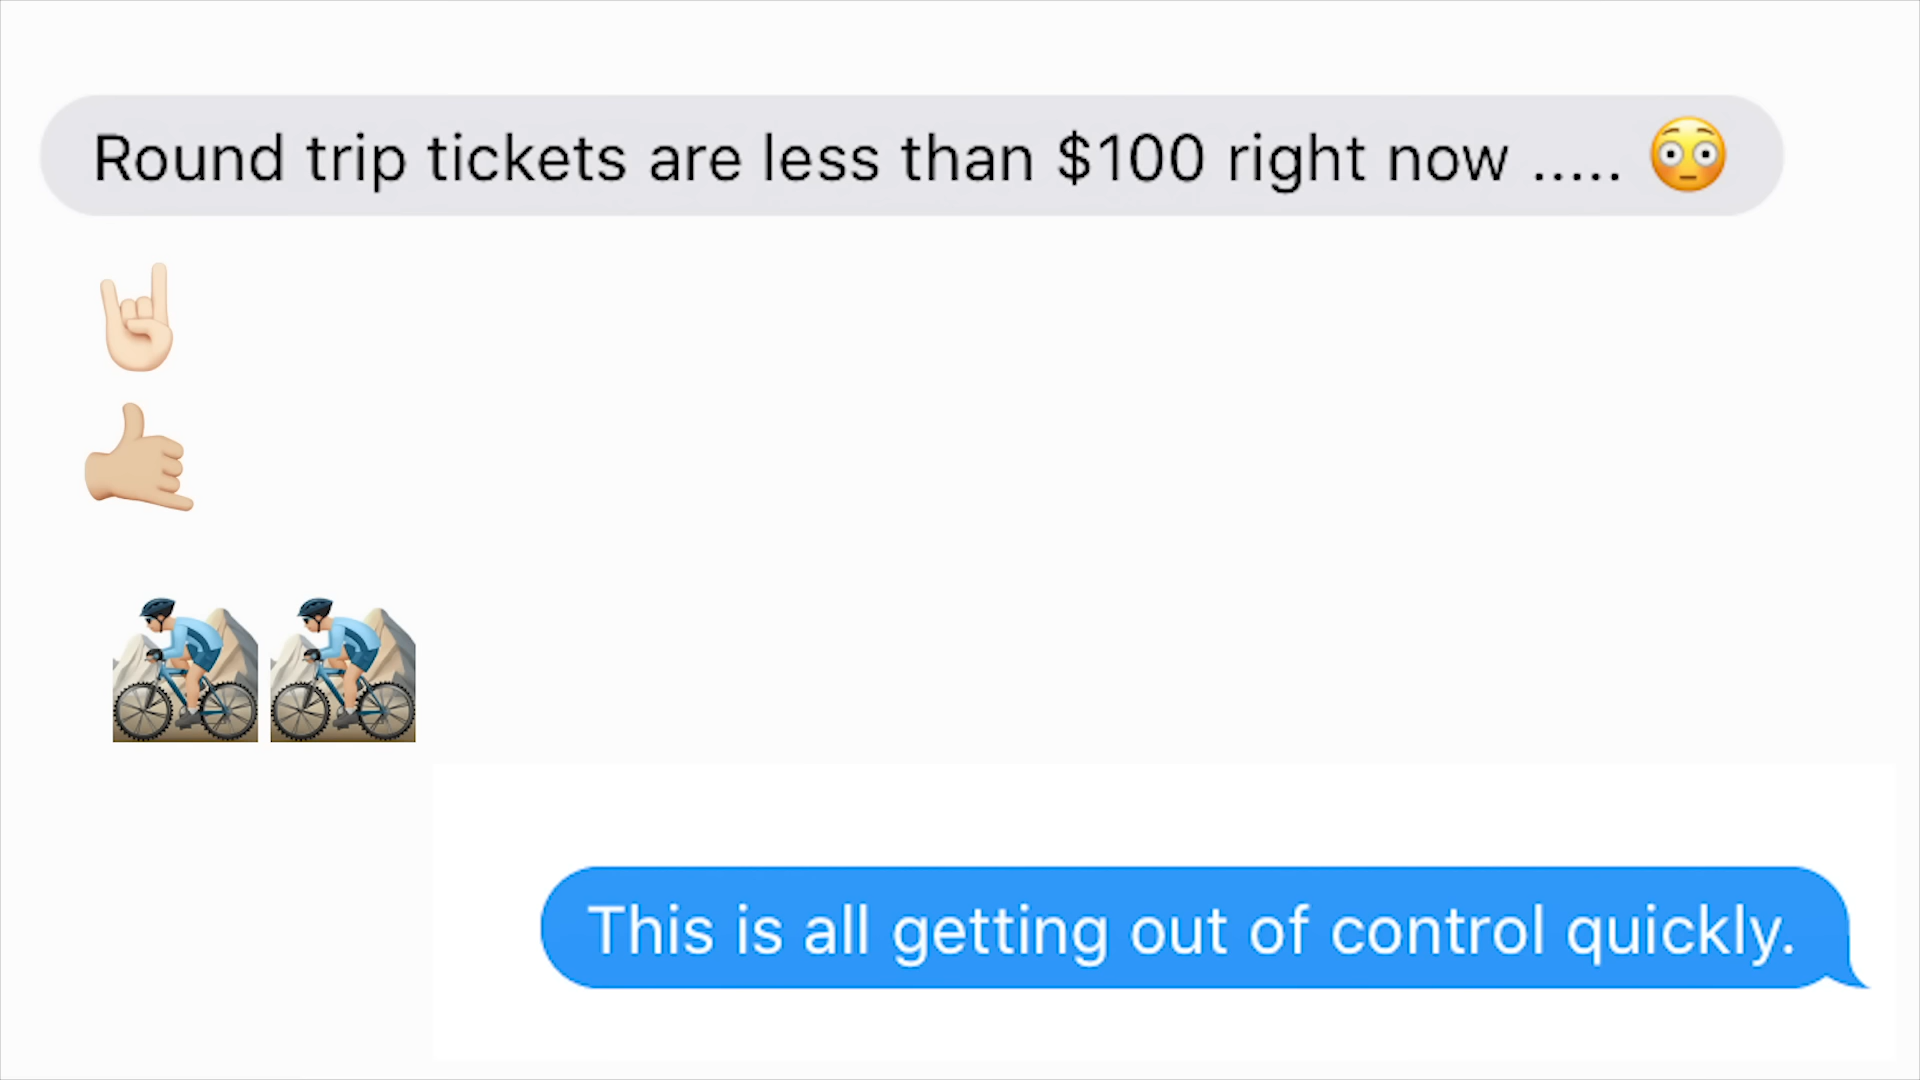 Round trip tickets are less than $100 right now ..... 😳
🤘🏻
🤙🏼
🚵🏼🚵🏼
This is all getting out of control quickly.